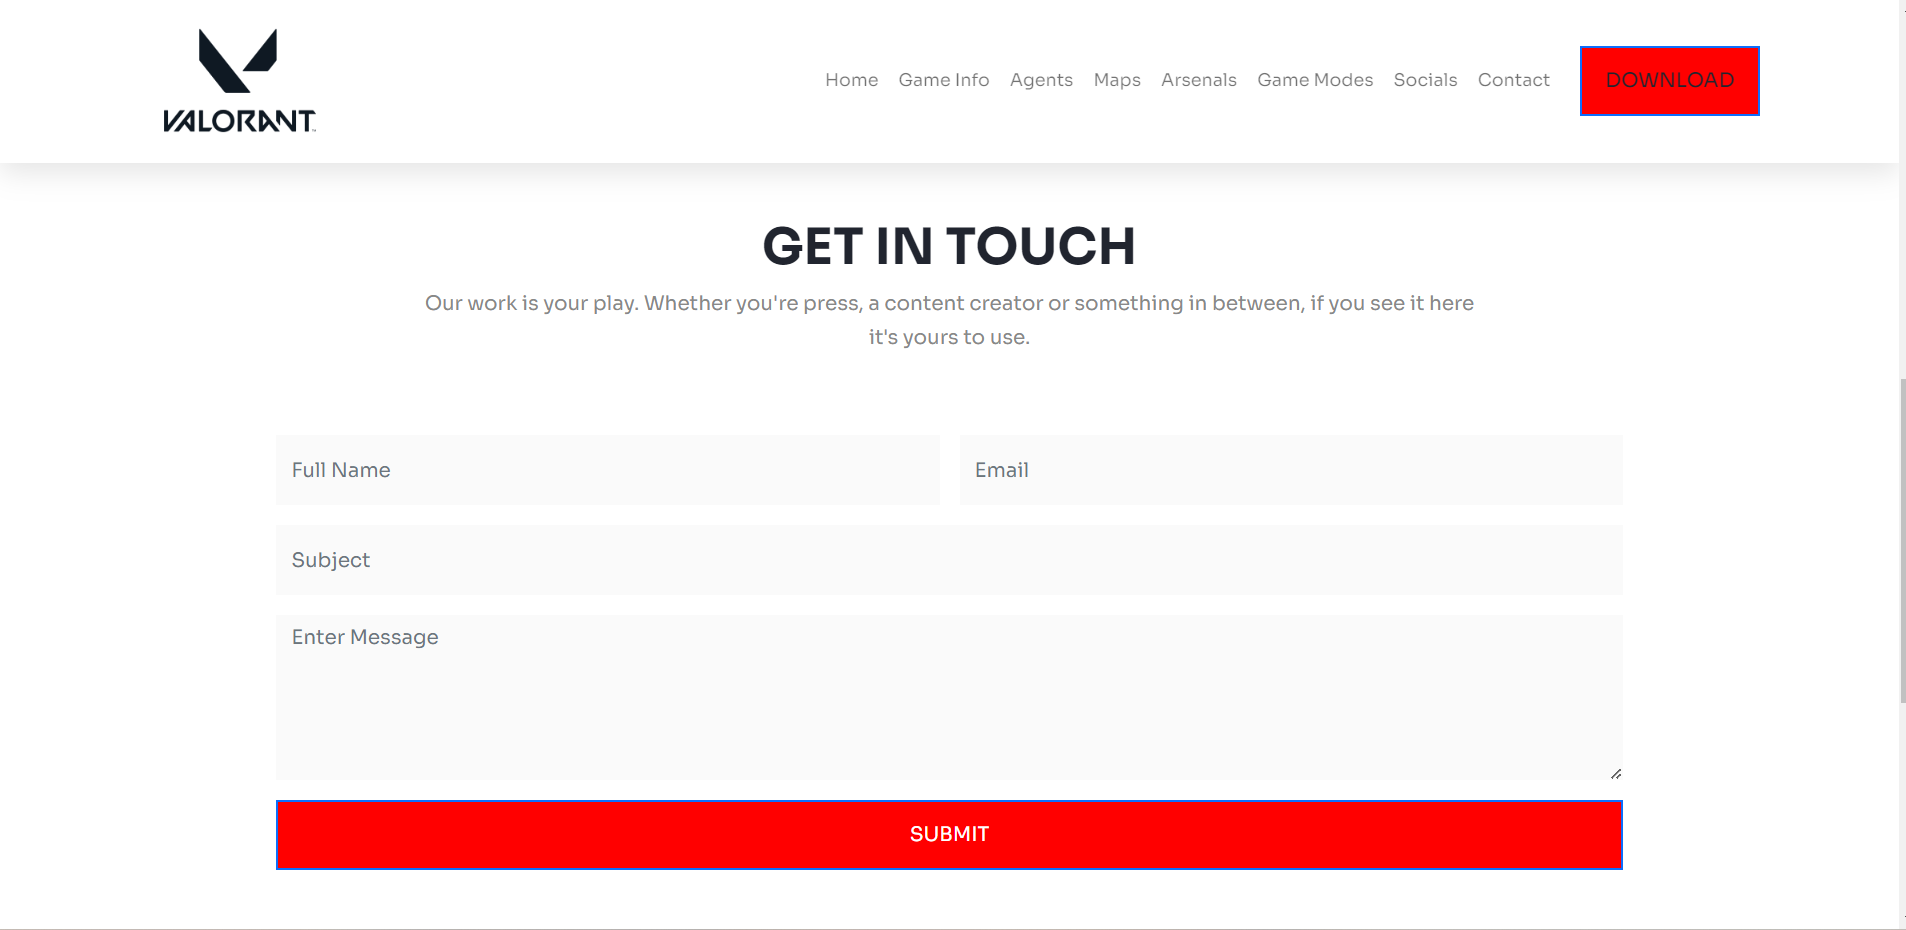 VALORANT
Home Game Info Agents Maps Arsenals Game Modes Socials Contact DOWNLOAD
GET IN TOUCH
Our work is your play. Whether you're press, a content creator or something in between, if you see it here
it's yours to use.
Full Name Email
Subject
Enter Message
SUBMIT